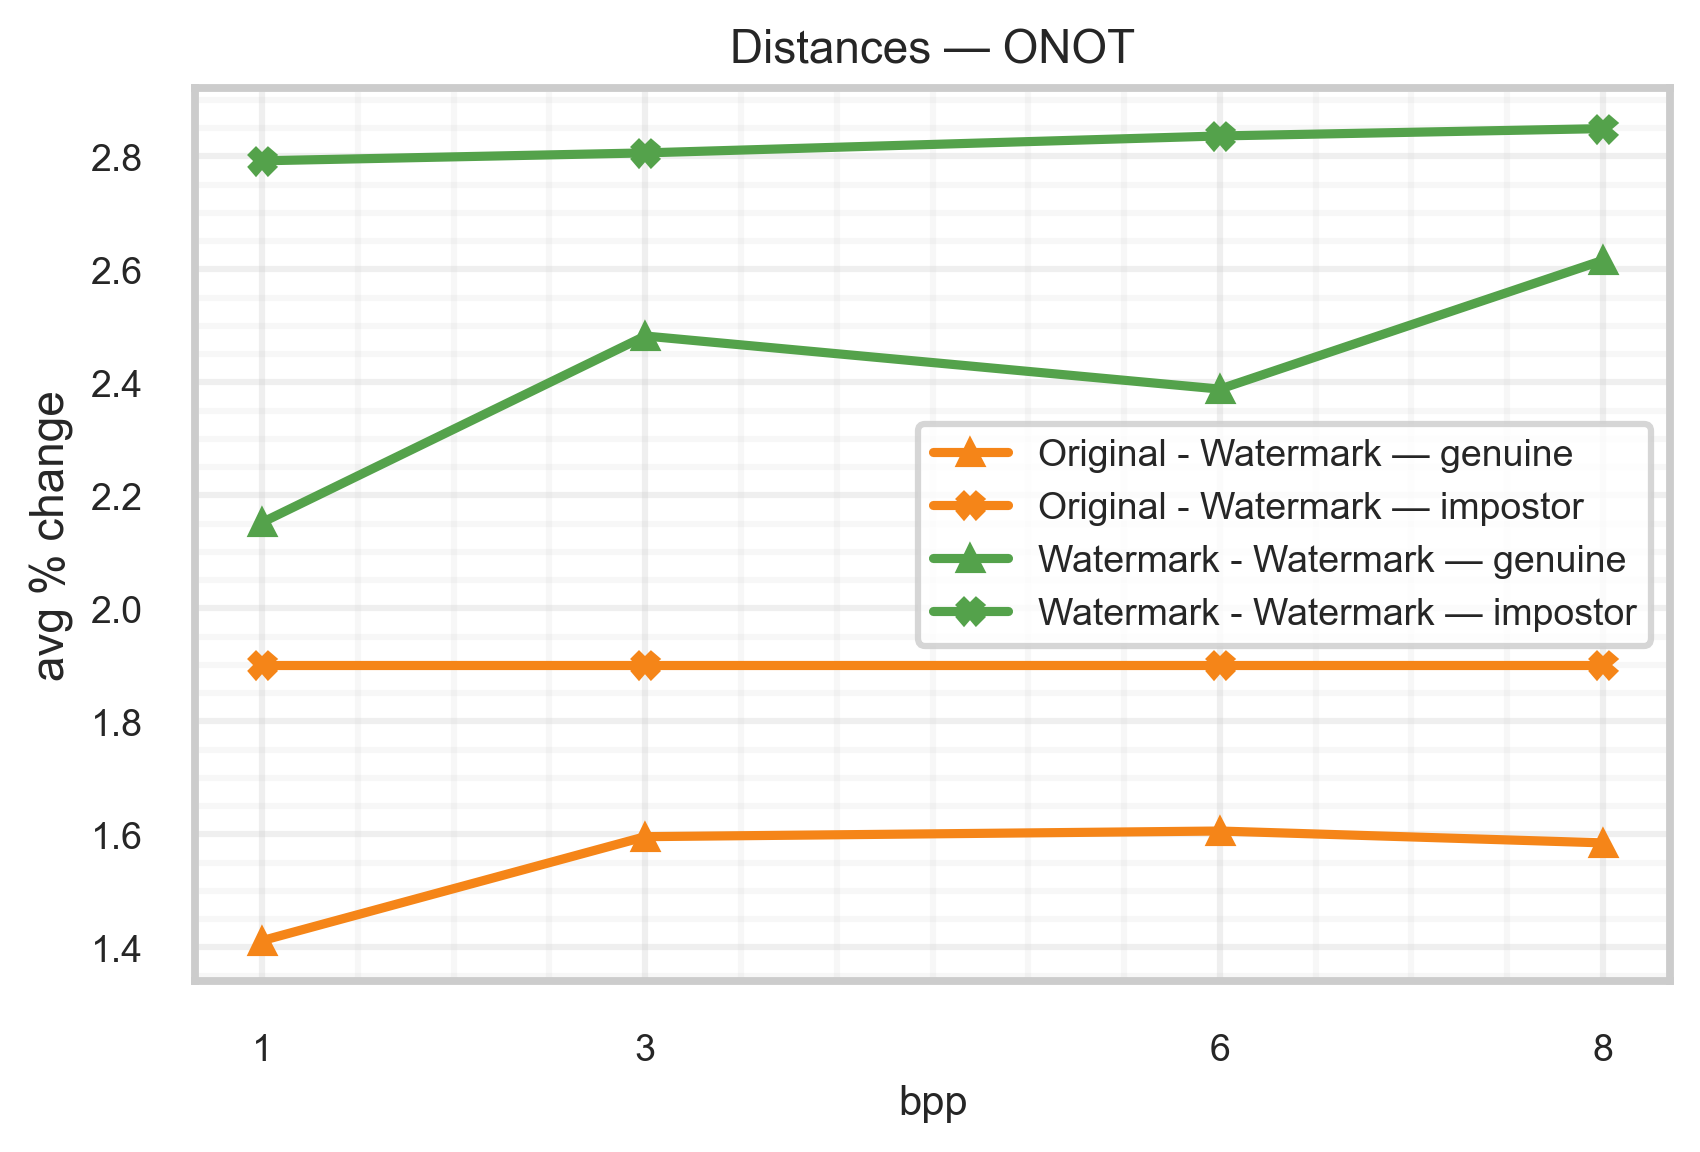 Distances — ONOT
avg % change
2.8
2.6
2.4
2.2
2.0
1.8
1.6
1.4
Original - Watermark — genuine
Original - Watermark — impostor
Watermark - Watermark — genuine
Watermark - Watermark — impostor
1 3 6 8
bpp